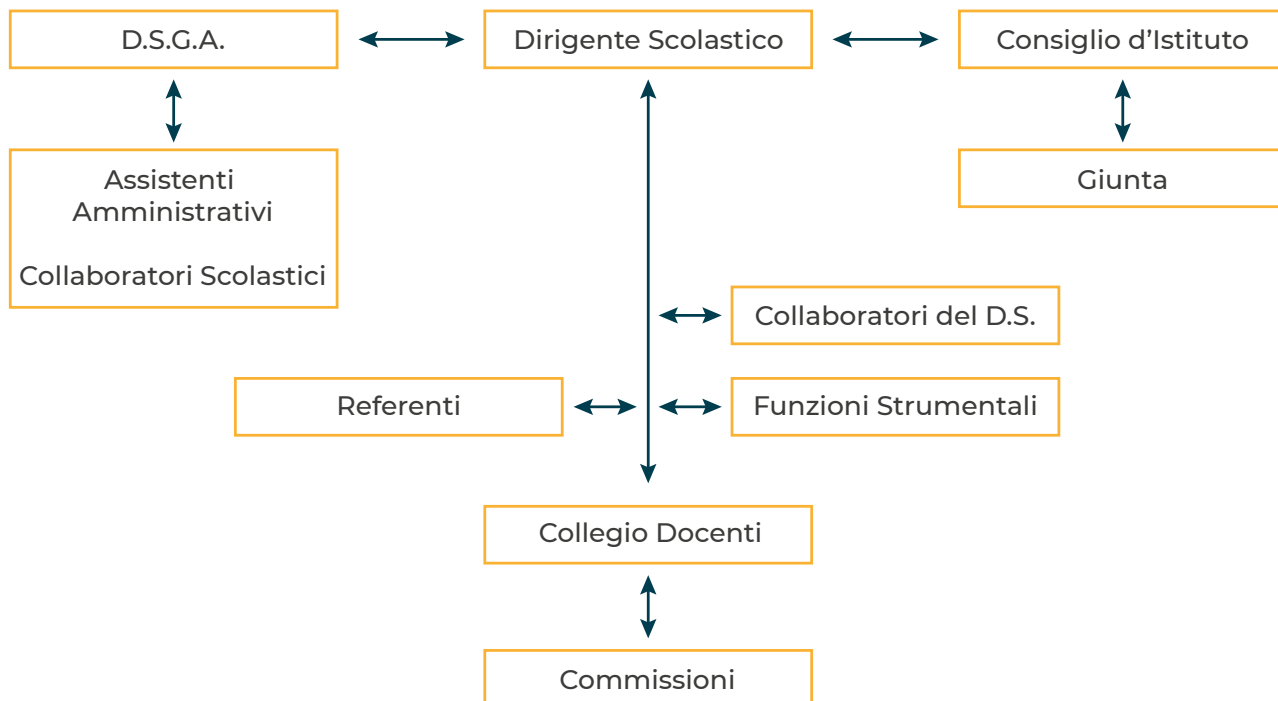 D.S.G.A.
Dirigente Scolastico
Consiglio d’Istituto
Assistenti
Amministrativi
Collaboratori Scolastici
Giunta
Collaboratori del D.S.
Referenti
Funzioni Strumentali
Collegio Docenti
Commissioni